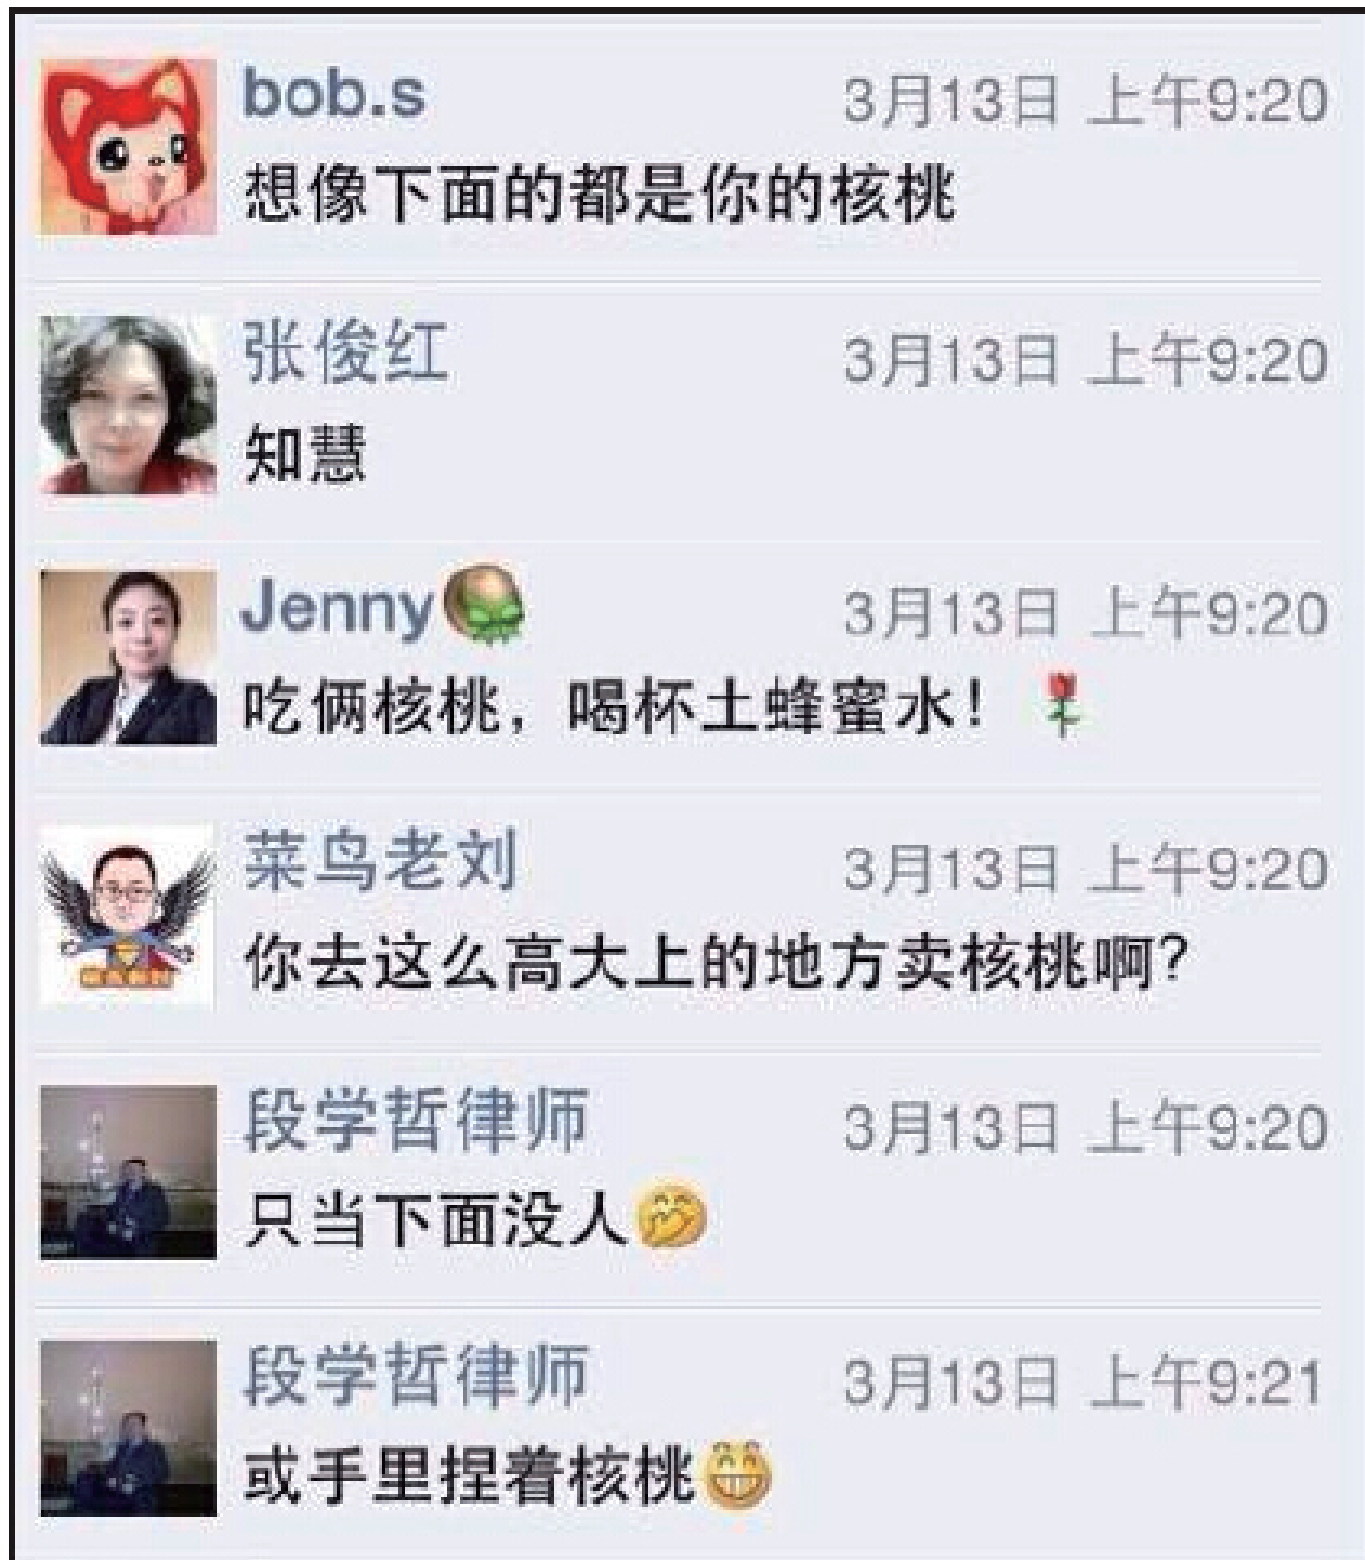 bob.s 3月13日 上午9:20
想像下面的都是你的核桃
张俊红 3月13日 上午9:20
知慧
Jenny 3月13日 上午9:20
吃俩核桃，喝杯土蜂蜜水！
菜鸟老刘 3月13日 上午9:20
你去这么高大上的地方卖核桃啊？
段学哲律师 3月13日 上午9:20
只当下面没人
段学哲律师 3月13日 上午9:21
或手里捏着核桃